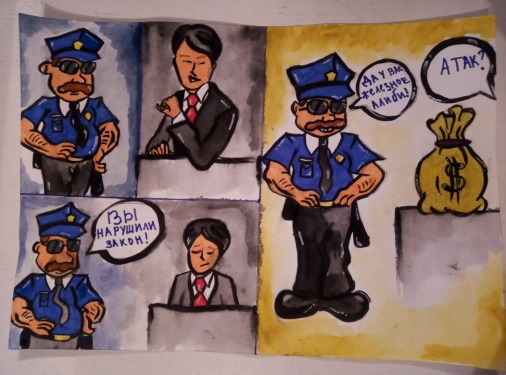 ВЫ
НАРУШИЛИ
ЗАКОН!
ДА У ВАС
ЖЕЛЕЗНОЕ
АЛИБИ!
А ТАК?
$